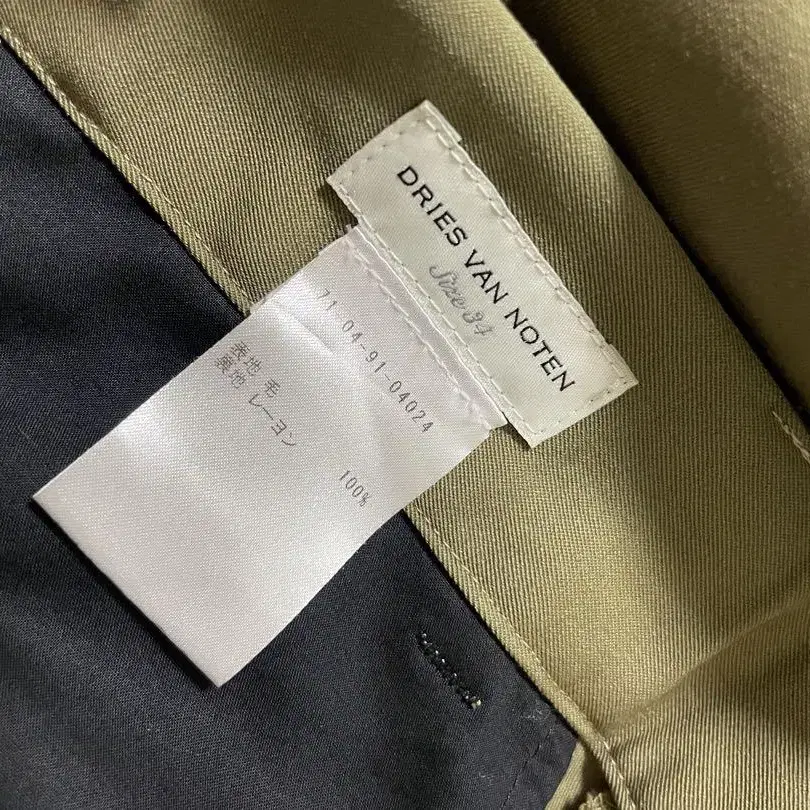 DRIES VAN NOTEN
Size 34
71 04-91-04024
表地 毛
裏地 レーヨン
100%